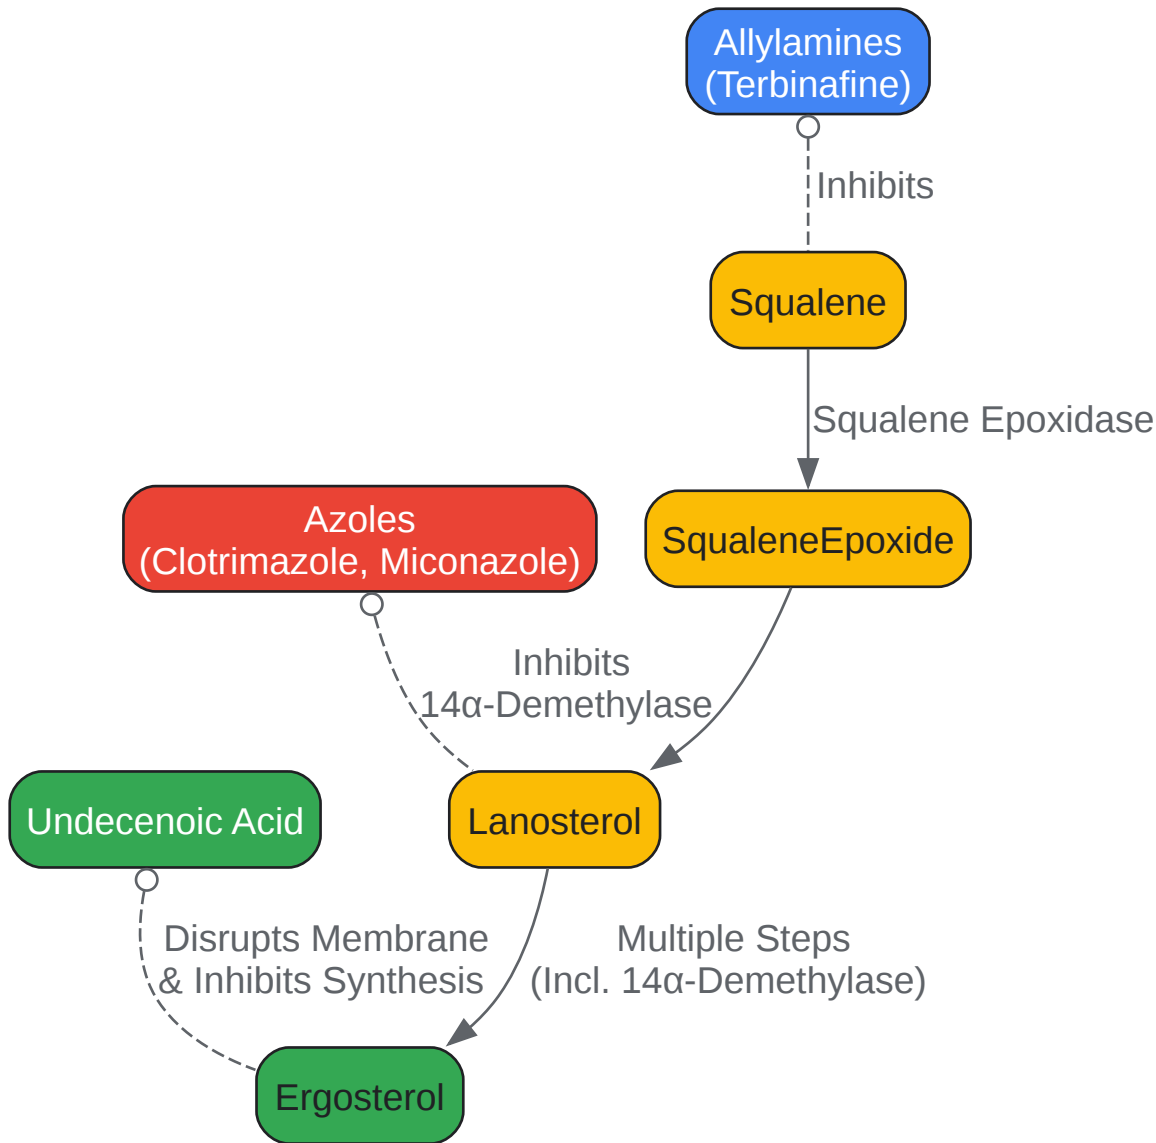 Allylamines
(Terbinafine)
Inhibits
Squalene
Squalene Epoxidase
Azoles
(Clotrimazole, Miconazole)
SqualeneEpoxide
Inhibits
14α-Demethylase
Undecenoic Acid
Lanosterol
Disrupts Membrane
& Inhibits Synthesis
Multiple Steps
(Incl. 14α-Demethylase)
Ergosterol